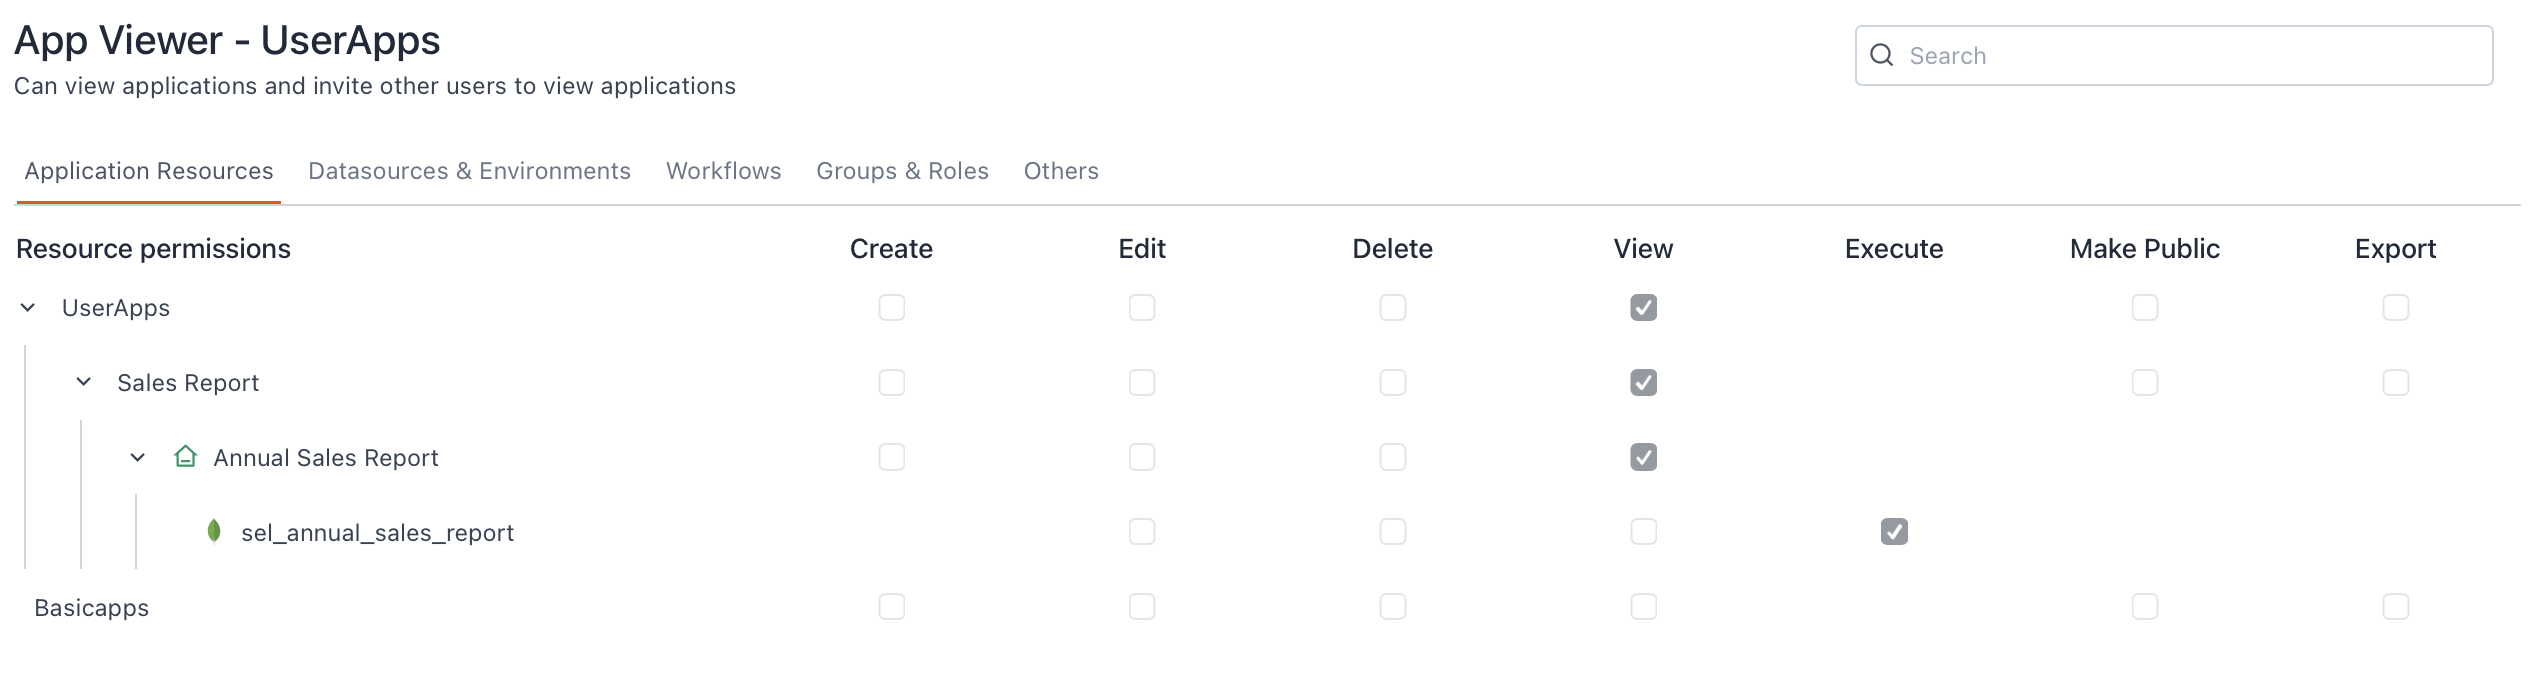 App Viewer - UserApps
Search
Can view applications and invite other users to view applications
Application Resources Datasources & Environments Workflows Groups & Roles Others
Resource permissions Create Edit Delete View Execute Make Public Export
UserApps
Sales Report
Annual Sales Report
sel_annual_sales_report
Basicapps